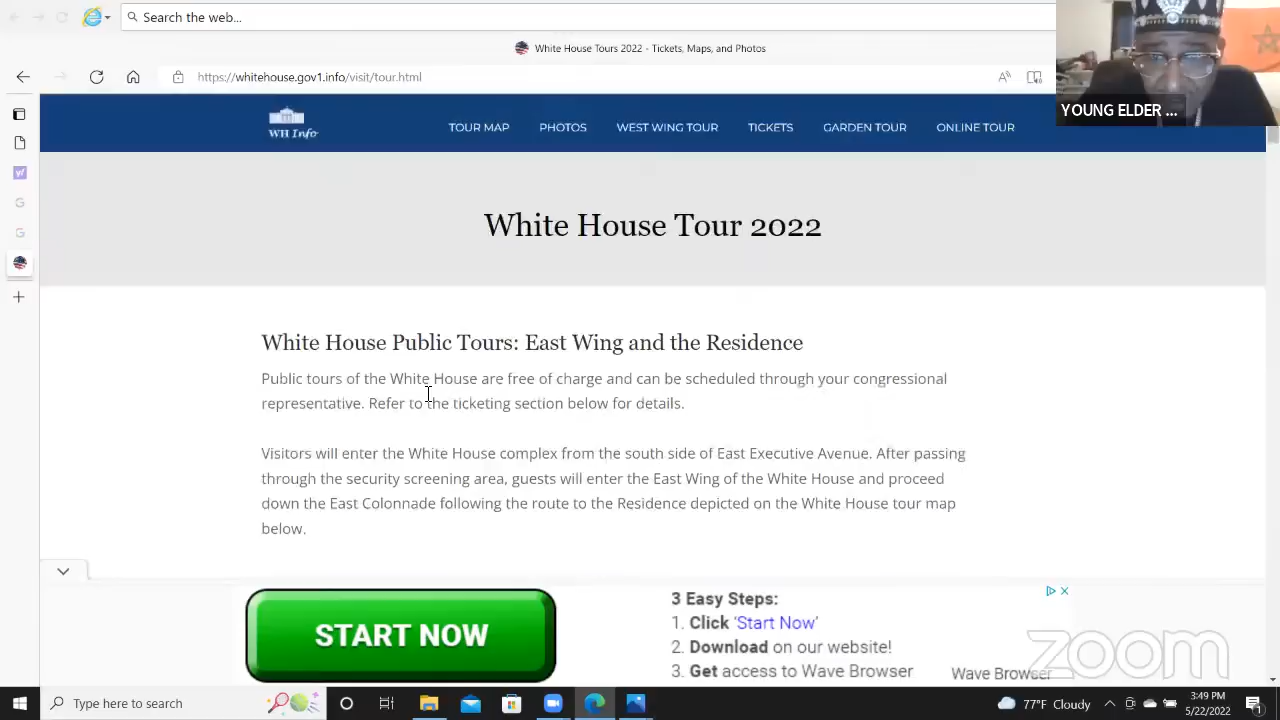 Search the web...
White House Tours 2022 - Tickets, Maps, and Photos
https://whitehouse.gov1.info/visit/tour.html
YOUNG ELDER ...
WH Info
TOUR MAP PHOTOS WEST WING TOUR TICKETS GARDEN TOUR ONLINE TOUR
White House Tour 2022
White House Public Tours: East Wing and the Residence
Public tours of the White House are free of charge and can be scheduled through your congressional
representative. Refer to the ticketing section below for details.
Visitors will enter the White House complex from the south side of East Executive Avenue. After passing
through the security screening area, guests will enter the East Wing of the White House and proceed
down the East Colonnade following the route to the Residence depicted on the White House tour map
below.
START NOW
3 Easy Steps:
1. Click 'Start Now'
2. Download on our website!
3. Get access to Wave Browser
Wave Browser
zoom
Type here to search
77°F Cloudy
3:49 PM
5/22/2022